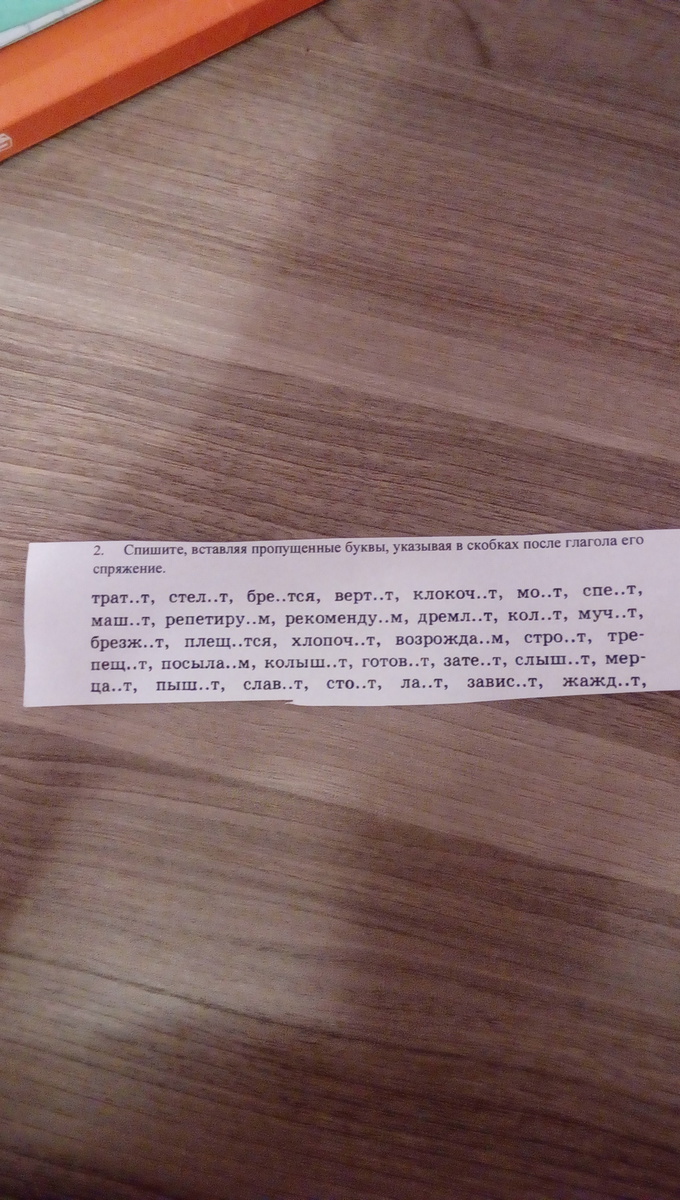 2. Спишите, вставляя пропущенные буквы, указывая в скобках после глагола его
спряжение.
трат..т, стел..т, бре..тся, верт..т, клокоч..т, мо..т, спе..т,
маш..т, репетиру..м, рекоменду..м, дремл..т, кол..т, муч..т,
брезж..т, плещ..тся, хлопоч..т, возрожда..м, стро..т, тре-
пещ..т, посыла..м, колыш..т, готов..т, зате..т, слыш..т, мер-
ца..т, пыш..т, слав..т, сто..т, ла..т, завис..т, жажд..т,